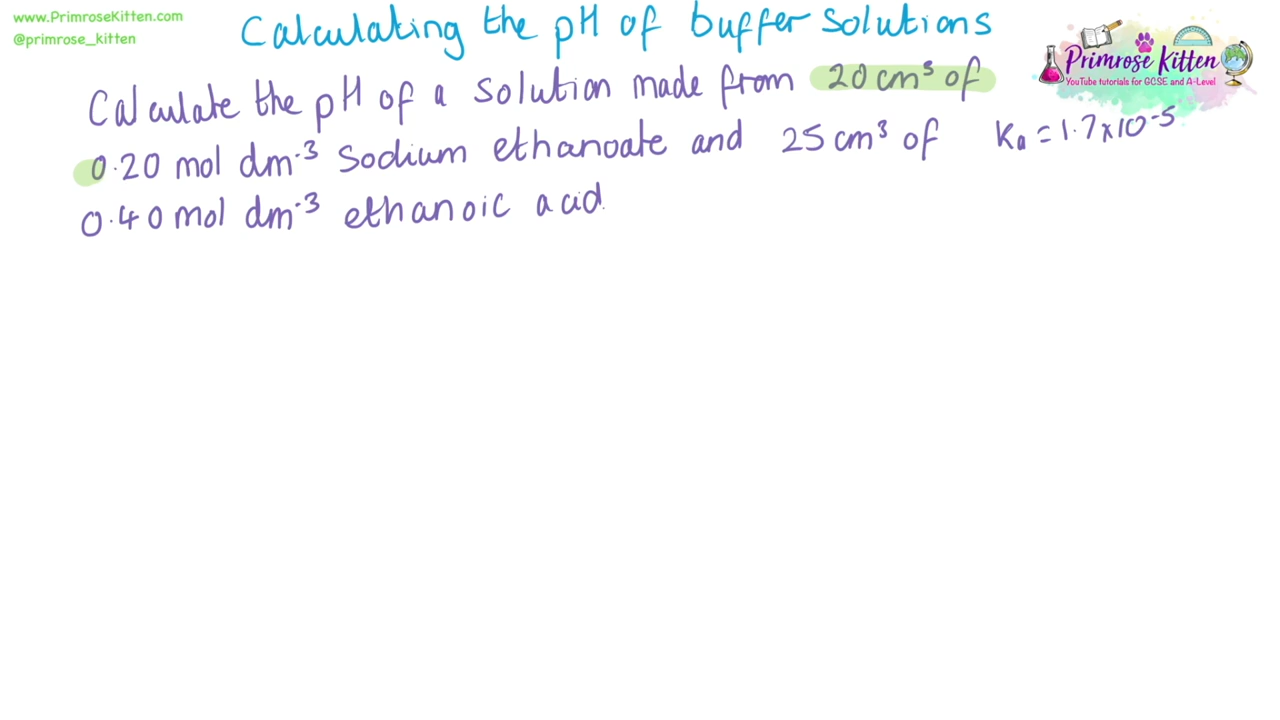 www.PrimroseKitten.com
@primrose_kitten
Calculating the pH of buffer solutions
Primrose Kitten
YouTube tutorials for GCSE and A-Level
Calculate the pH of a solution made from 20 cm³ of
0.20 mol dm⁻³ sodium ethanoate and 25 cm³ of Ka = 1.7x10⁻⁵
0.40 mol dm⁻³ ethanoic acid.